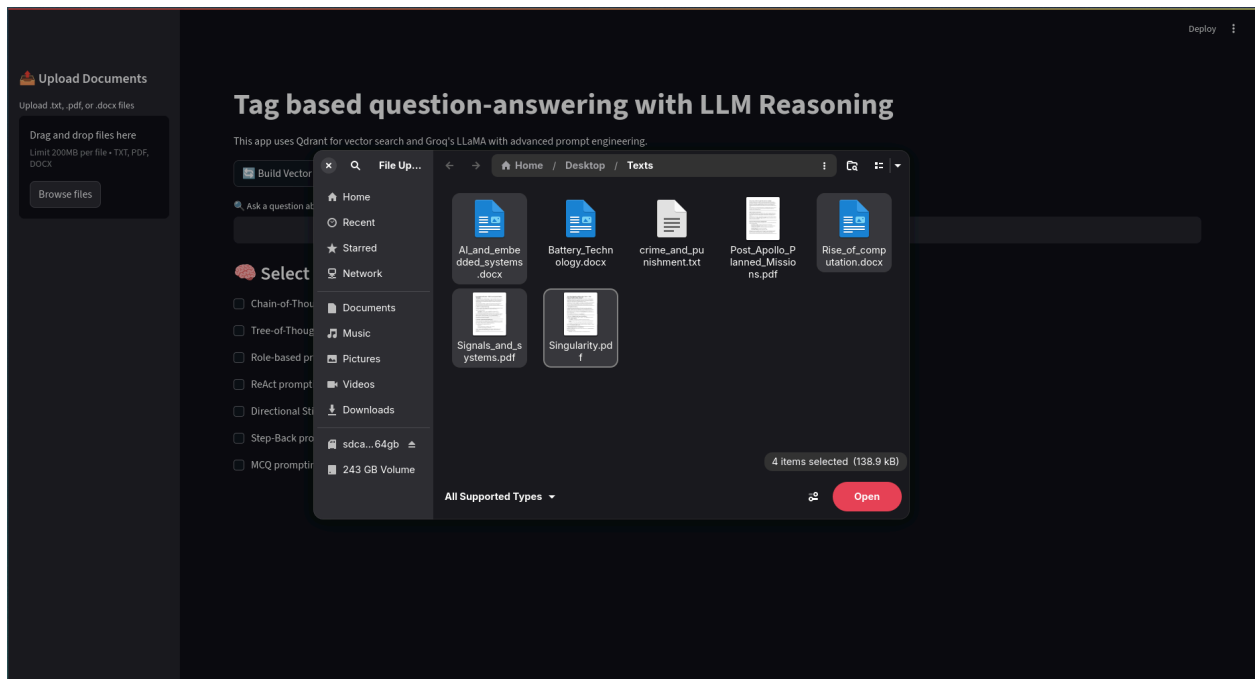 Deploy
Upload Documents
Upload .txt, .pdf, or .docx files
Drag and drop files here
Limit 200MB per file • TXT, PDF,
DOCX
Browse files
Tag based question-answering with LLM Reasoning
This app uses Qdrant for vector search and Groq's LLaMA with advanced prompt engineering.
Build Vector
Ask a question ab
Select
Chain-of-Thou
Tree-of-Thoug
Role-based pr
ReAct prompt
Directional Sti
Step-Back pro
MCQ promptin
File Up...
Home / Desktop / Texts
Home
Recent
Starred
Network
Documents
Music
Pictures
Videos
Downloads
sdca...64gb
243 GB Volume
AI_and_embe
dded_systems
.docx
Battery_Techn
ology.docx
crime_and_pu
nishment.txt
Post_Apollo_P
lanned_Missio
ns.pdf
Rise_of_comp
utation.docx
Signals_and_s
ystems.pdf
Singularity.pd
f
4 items selected (138.9 kB)
All Supported Types
Open